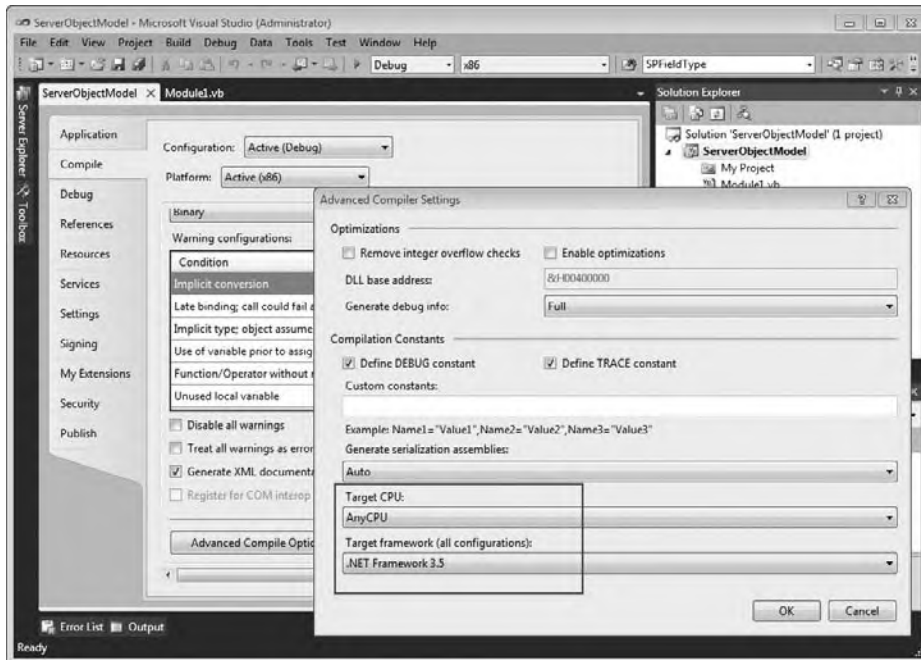 ServerObjectModel - Microsoft Visual Studio (Administrator)
File Edit View Project Build Debug Data Tools Test Window Help
Debug x86 SPFieldType
Server Explorer
Toolbox
ServerObjectModel Module1.vb
Solution Explorer
Solution 'ServerObjectModel' (1 project)
ServerObjectModel
My Project
Module1.vb
Application
Compile
Debug
References
Resources
Services
Settings
Signing
My Extensions
Security
Publish
Configuration: Active (Debug)
Platform: Active (x86)
Binary
Warning configurations:
Condition
Implicit conversion
Late binding; call could fail a
Implicit type; object assume
Use of variable prior to assig
Function/Operator without r
Unused local variable
Disable all warnings
Treat all warnings as error
Generate XML documenta
Register for COM interop
Advanced Compile Optio
Advanced Compiler Settings
Optimizations
Remove integer overflow checks Enable optimizations
DLL base address: &H00400000
Generate debug info: Full
Compilation Constants
Define DEBUG constant Define TRACE constant
Custom constants:
Example: Name1="Value1",Name2="Value2",Name3="Value3"
Generate serialization assemblies:
Auto
Target CPU:
AnyCPU
Target framework (all configurations):
.NET Framework 3.5
OK Cancel
Error List Output
Ready